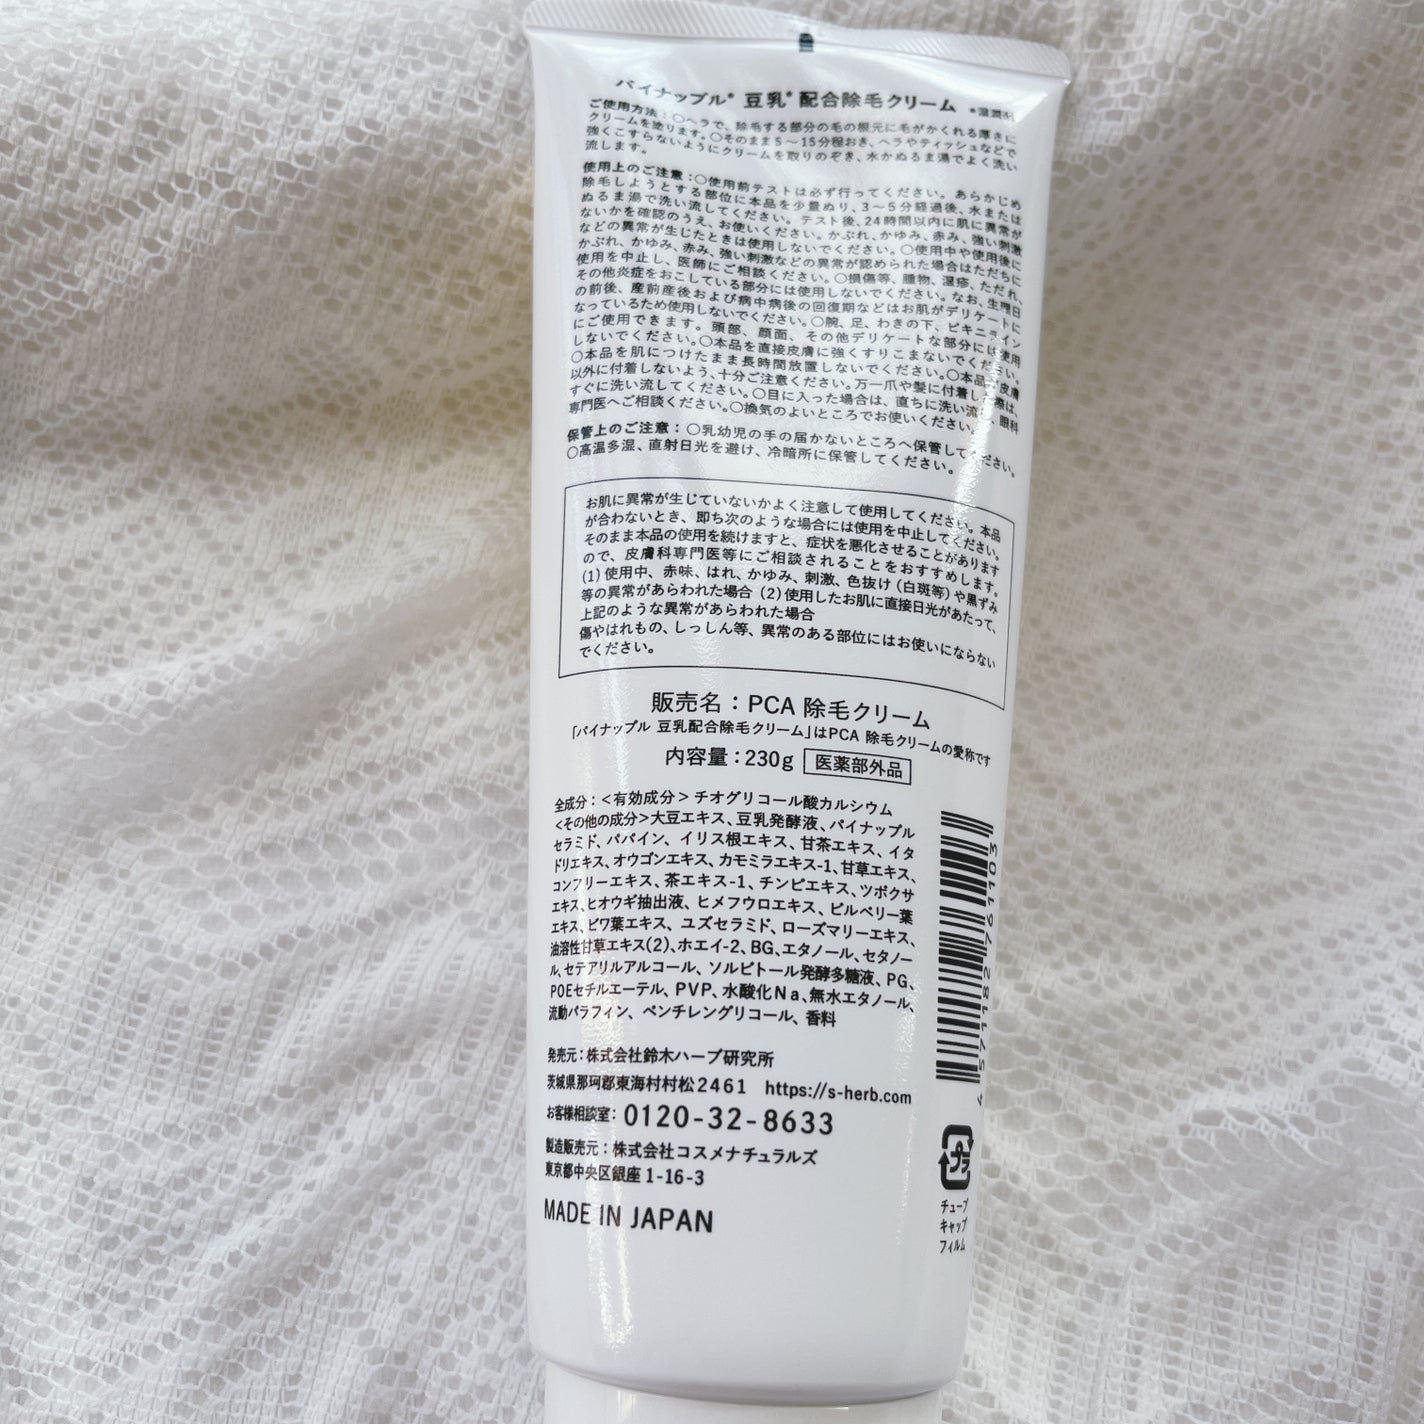 パイナップル* 豆乳* 配合除毛クリーム *湿潤剤
ご使用方法：○ヘラで、除毛する部分の毛の根元に毛がかくれる厚さに
クリームを塗ります。○そのまま5〜15分程おき、ヘラやティッシュなどで
強くこすらないようにクリームを取りのぞき、水かぬるま湯でよく洗い
流します。
使用上のご注意：○使用前テストは必ず行ってください。あらかじめ
除毛しようとする部位に本品を少量ぬり、3〜5分経過後、水または
ぬるま湯で洗い流してください。テスト後、24時間以内に肌に異常が
ないかを確認のうえ、お使いください。かぶれ、かゆみ、赤み、強い刺激
などの異常が生じたときは使用しないでください。○使用中や使用後に
かぶれ、かゆみ、赤み、強い刺激などの異常が認められた場合はただちに
使用を中止し、医師にご相談ください。○損傷等、腫物、湿疹、ただれ、
その他炎症をおこしている部分には使用しないでください。なお、生理日
の前後、産前産後および病中病後の回復期などはお肌がデリケートに
なっているため使用しないでください。○腕、足、わきの下、ビキニライン
にご使用できます。頭部、顔面、その他デリケートな部分には使用
しないでください。○本品を直接皮膚に強くすりこまないでください。
○本品を肌につけたまま長時間放置しないでください。○本品が皮膚
以外に付着しないよう、十分ご注意ください。万一爪や髪に付着した際は、
すぐに洗い流してください。○目に入った場合は、直ちに洗い流し、眼科
専門医へご相談ください。○換気のよいところでお使いください。
保管上のご注意：○乳幼児の手の届かないところへ保管してください。
○高温多湿、直射日光を避け、冷暗所に保管してください。
お肌に異常が生じていないかよく注意して使用してください。本品
が合わないとき、即ち次のような場合には使用を中止してください。
そのまま本品の使用を続けますと、症状を悪化させることがあります
ので、皮膚科専門医等にご相談されることをおすすめします。
(1)使用中、赤味、はれ、かゆみ、刺激、色抜け(白斑等)や黒ずみ
等の異常があらわれた場合 (2)使用したお肌に直接日光があたって、
上記のような異常があらわれた場合
傷やはれもの、しっしん等、異常のある部位にはお使いにならない
でください。
販売名：PCA 除毛クリーム
「パイナップル 豆乳配合除毛クリーム」はPCA 除毛クリームの愛称です
内容量：230g 医薬部外品
全成分：＜有効成分＞チオグリコール酸カルシウム
＜その他の成分＞大豆エキス、豆乳発酵液、パイナップル
セラミド、パパイン、イリス根エキス、甘茶エキス、イタ
ドリエキス、オウゴンエキス、カモミラエキス-1、甘草エキス、
コンフリーエキス、茶エキス-1、チンピエキス、ツボクサ
エキス、ヒオウギ抽出液、ヒメフウロエキス、ビルベリー葉
エキス、ビワ葉エキス、ユズセラミド、ローズマリーエキス、
油溶性甘草エキス(2)、ホエイ-2、BG、エタノール、セタノー
ル、セテアリルアルコール、ソルビトール発酵多糖液、PG、
POEセチルエーテル、PVP、水酸化Na、無水エタノール、
流動パラフィン、ペンチレングリコール、香料
発売元：株式会社鈴木ハーブ研究所
茨城県那珂郡東海村村松2461 https://s-herb.com
お客様相談室：0120-32-8633
製造販売元：株式会社コスメナチュラルズ
東京都中央区銀座1-16-3
MADE IN JAPAN
4 571182 761103
プラ
チューブ
キャップ
フィルム